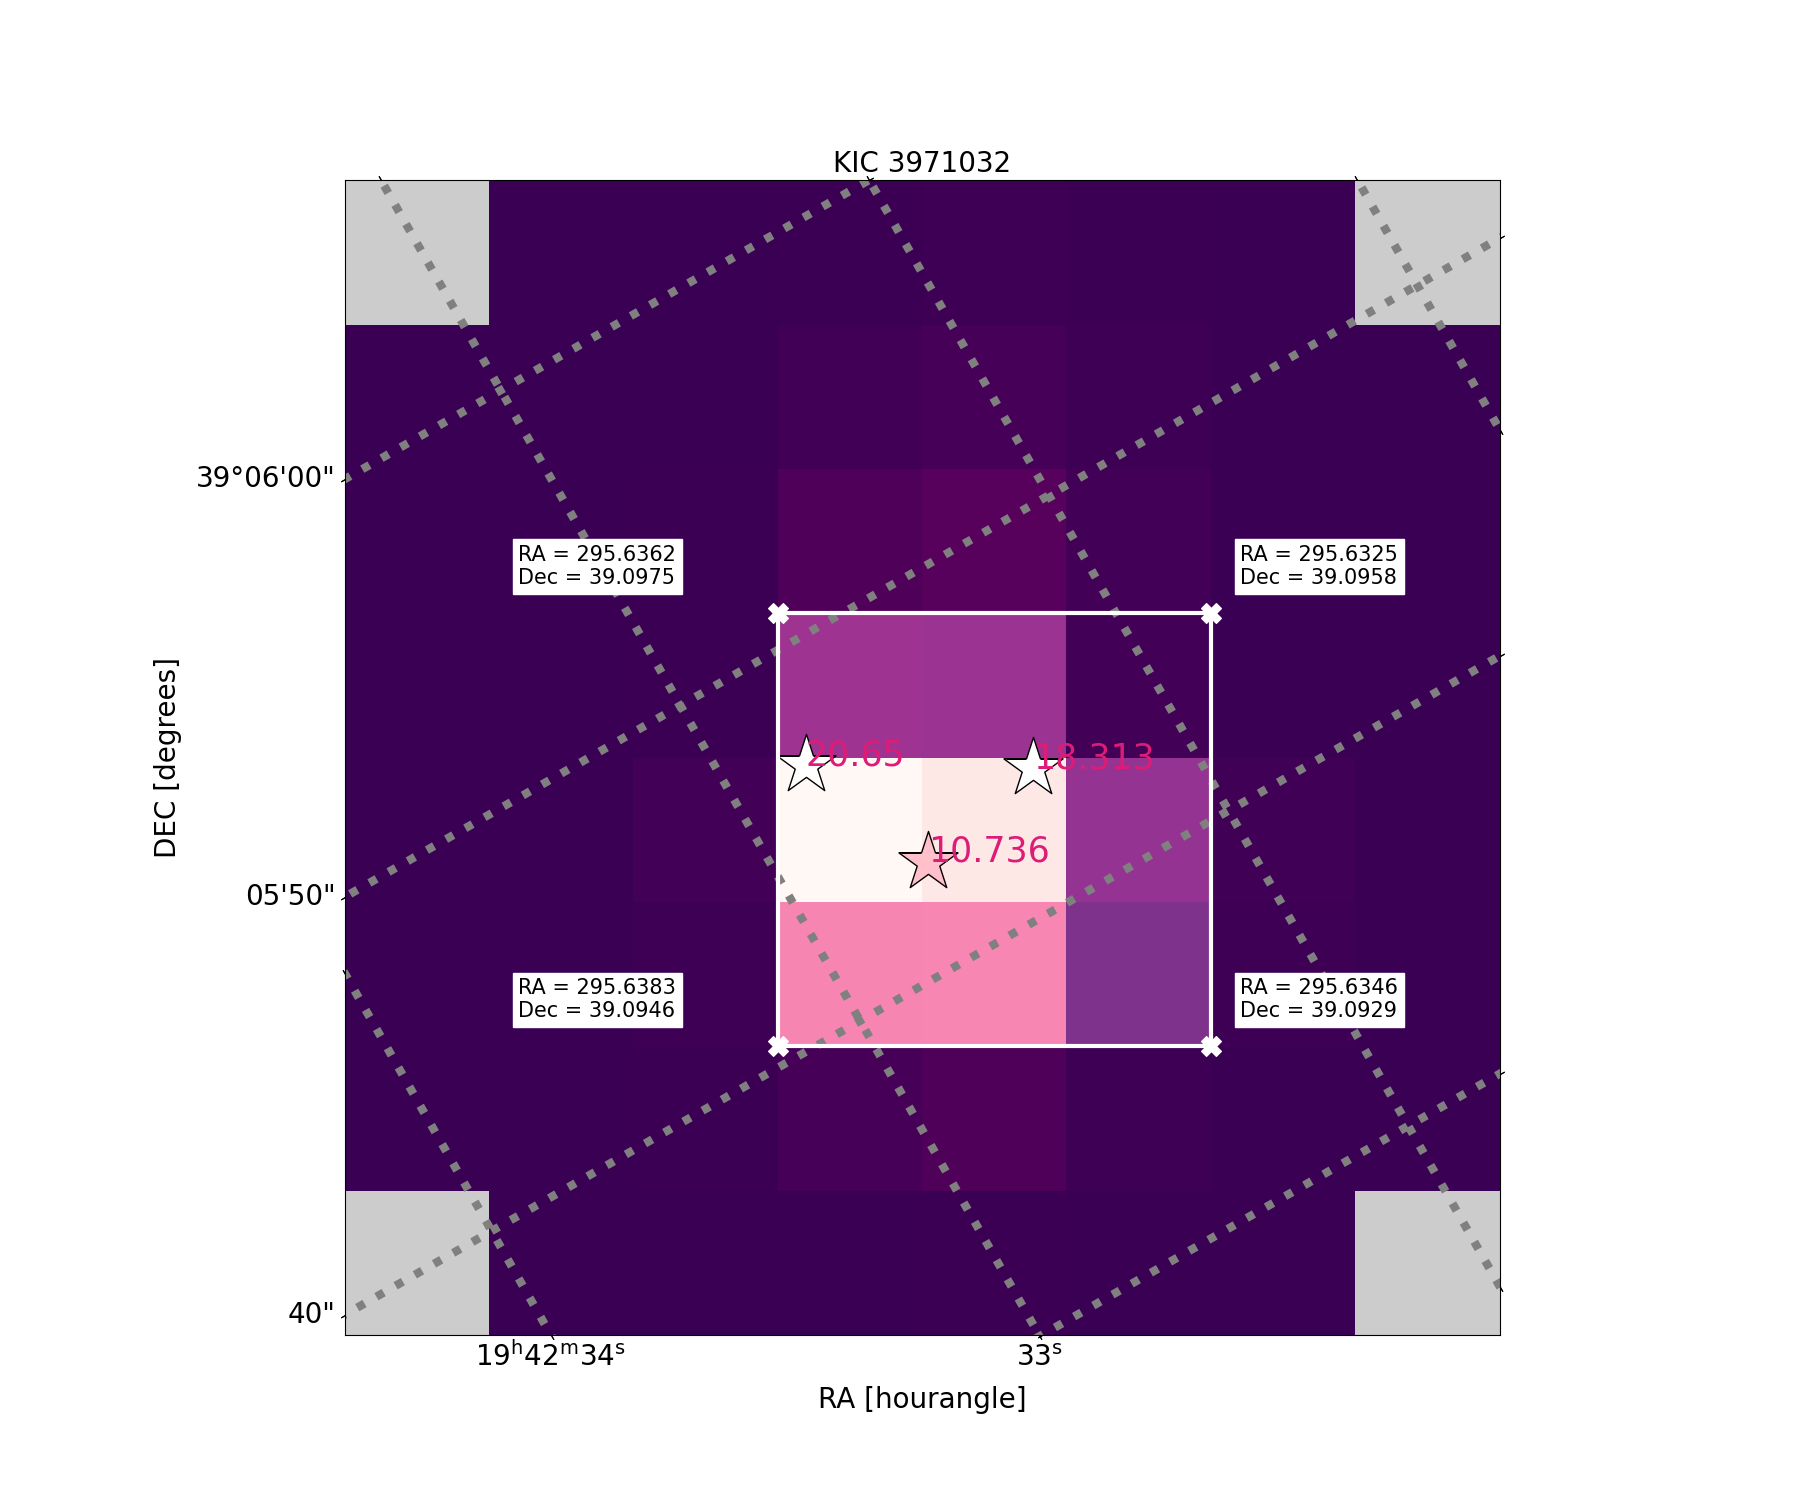 KIC 3971032
39°06'00"
RA = 295.6362
Dec = 39.0975
RA = 295.6325
Dec = 39.0958
20.65
18.313
10.736
DEC [degrees]
05'50"
RA = 295.6383
Dec = 39.0946
RA = 295.6346
Dec = 39.0929
40"
19h42m34s
33s
RA [hourangle]